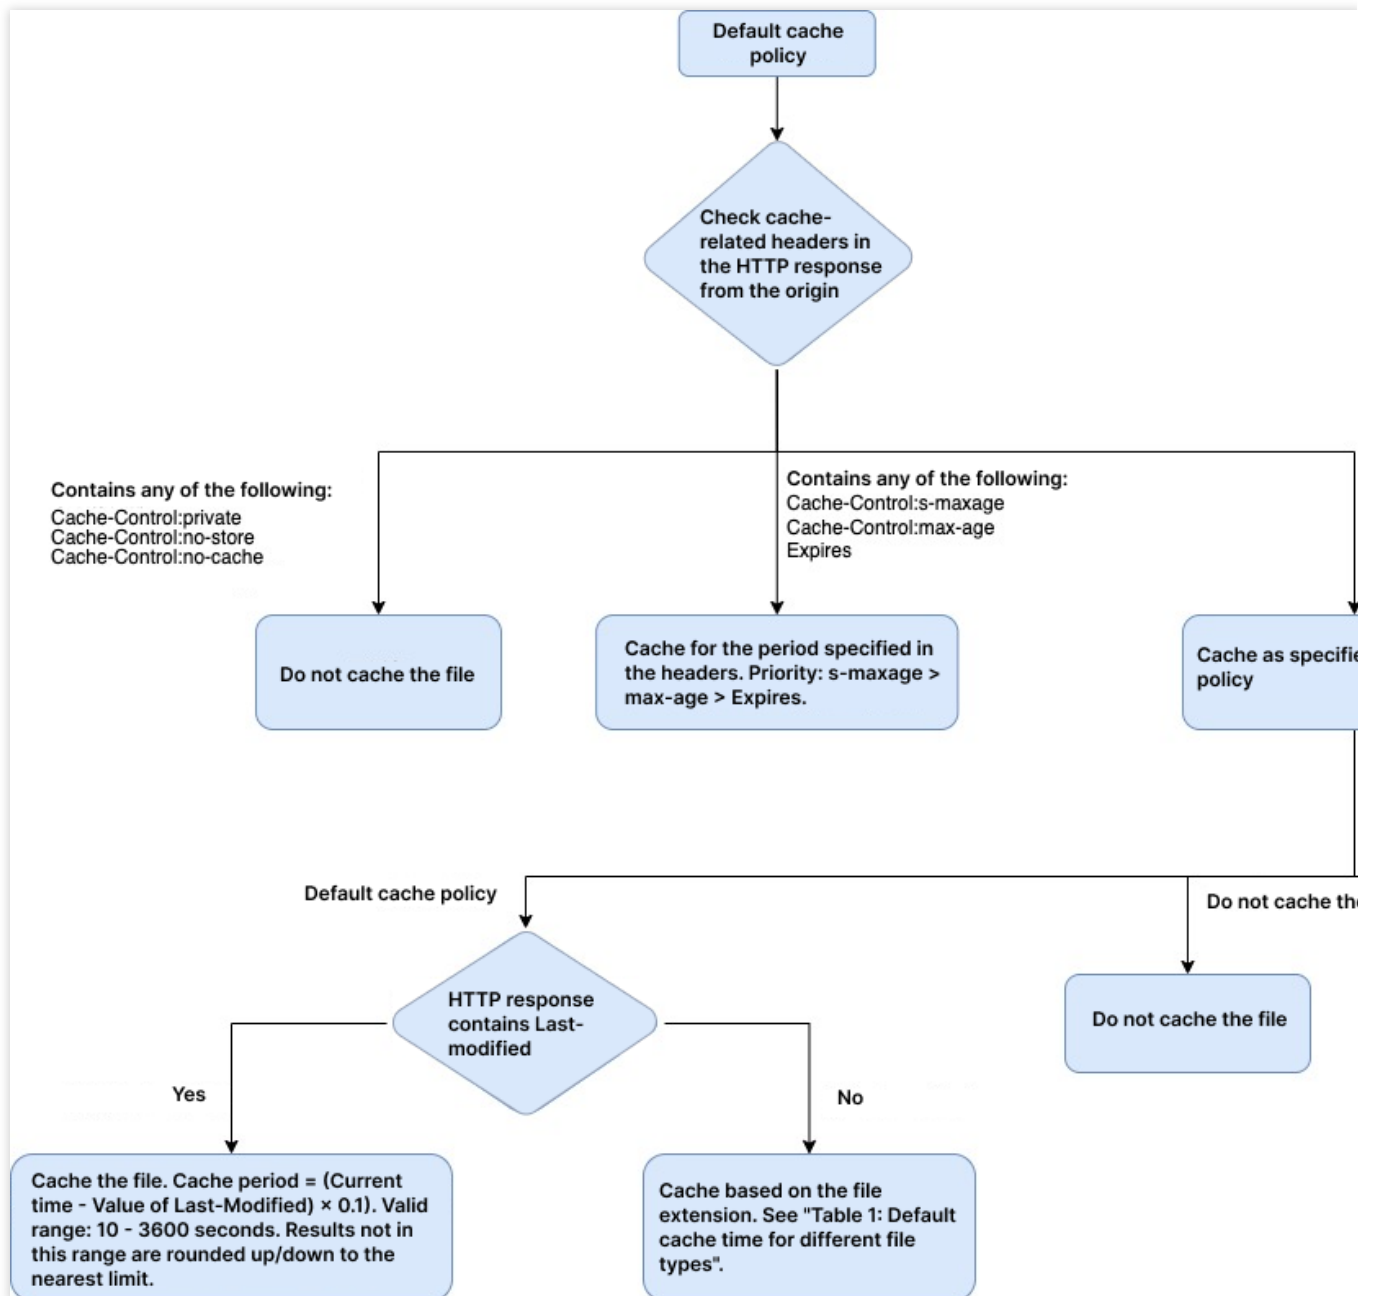 Default cache
policy
Check cache-
related headers in
the HTTP response
from the origin
Contains any of the following:
Cache-Control:private
Cache-Control:no-store
Cache-Control:no-cache
Contains any of the following:
Cache-Control:s-maxage
Cache-Control:max-age
Expires
Do not cache the file
Cache for the period specified in
the headers. Priority: s-maxage >
max-age > Expires.
Cache as
policy
Default cache policy
Do not cache
HTTP response
contains Last-
modified
Do not cache the file
Yes
No
Cache the file. Cache period = (Current
time - Value of Last-Modified) × 0.1). Valid
range: 10 - 3600 seconds. Results not in
this range are rounded up/down to the
nearest limit.
Cache based on the file
extension. See "Table 1: Default
cache time for different file
types".